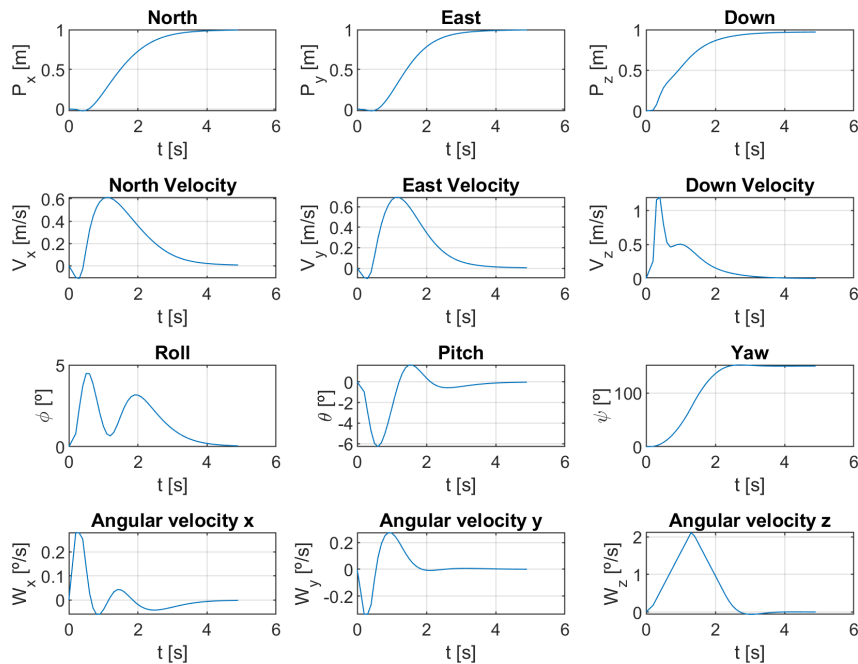 North
P_x [m]
1
0.5
0
0 2 4 6
t [s]
East
P_y [m]
1
0.5
0
0 2 4 6
t [s]
Down
P_z [m]
1
0.5
0
0 2 4 6
t [s]
North Velocity
V_x [m/s]
0.6
0.4
0.2
0
0 2 4 6
t [s]
East Velocity
V_y [m/s]
0.6
0.4
0.2
0
0 2 4 6
t [s]
Down Velocity
V_z [m/s]
1
0.5
0
0 2 4 6
t [s]
Roll
ϕ [º]
5
0
0 2 4 6
t [s]
Pitch
θ [º]
0
-2
-4
-6
0 2 4 6
t [s]
Yaw
ψ [º]
100
0
0 2 4 6
t [s]
Angular velocity x
W_x [º/s]
0.2
0.1
0
0 2 4 6
t [s]
Angular velocity y
W_y [º/s]
0.2
0
-0.2
0 2 4 6
t [s]
Angular velocity z
W_z [º/s]
2
1
0
0 2 4 6
t [s]